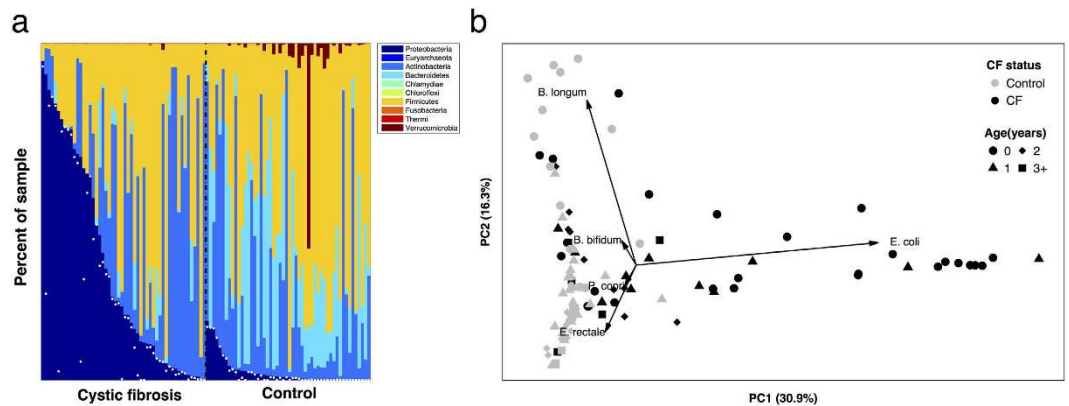 a
Percent of sample
Cystic fibrosis
Control
Proteobacteria
Euryarchaeota
Actinobacteria
Bacteroidetes
Chlamydiae
Chloroflexi
Firmicutes
Fusobacteria
Thermi
Verrucomicrobia
b
PC2 (16.3%)
PC1 (30.9%)
B. longum
B. bifidum
P. copri
E. rectale
E. coli
CF status
Control
CF
Age(years)
0 2
1 3+